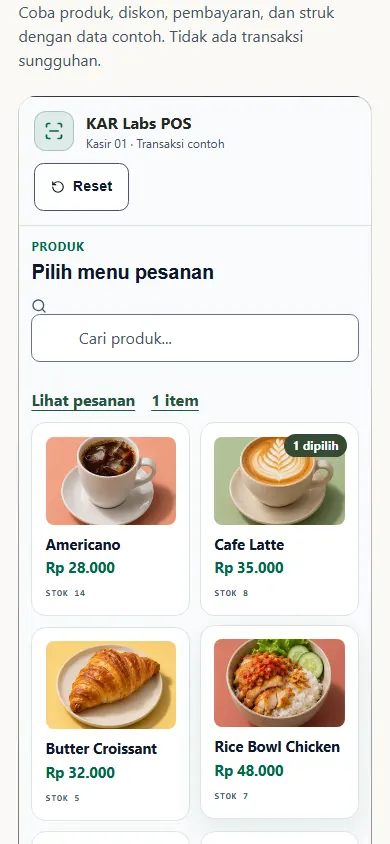 Coba produk, diskon, pembayaran, dan struk
dengan data contoh. Tidak ada transaksi
sungguhan.
KAR Labs POS
Kasir 01 · Transaksi contoh
Reset
PRODUK
Pilih menu pesanan
Cari produk...
Lihat pesanan 1 item
1 dipilih
Americano
Rp 28.000
STOK 14
Cafe Latte
Rp 35.000
STOK 8
Butter Croissant
Rp 32.000
STOK 5
Rice Bowl Chicken
Rp 48.000
STOK 7